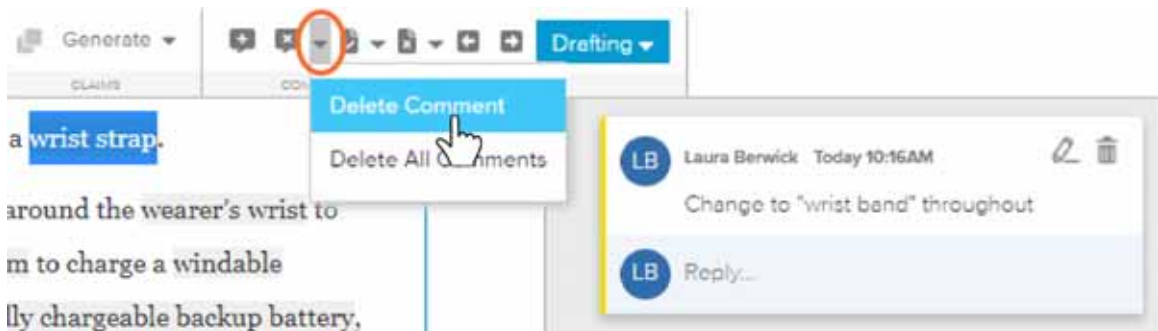 Generate
Drafting
CLAIMS
Delete Comment
Delete All Comments
a wrist strap.
around the wearer's wrist to
m to charge a windable
lly chargeable backup battery,
LB Laura Berwick Today 10:16AM
Change to "wrist band" throughout
LB Reply...